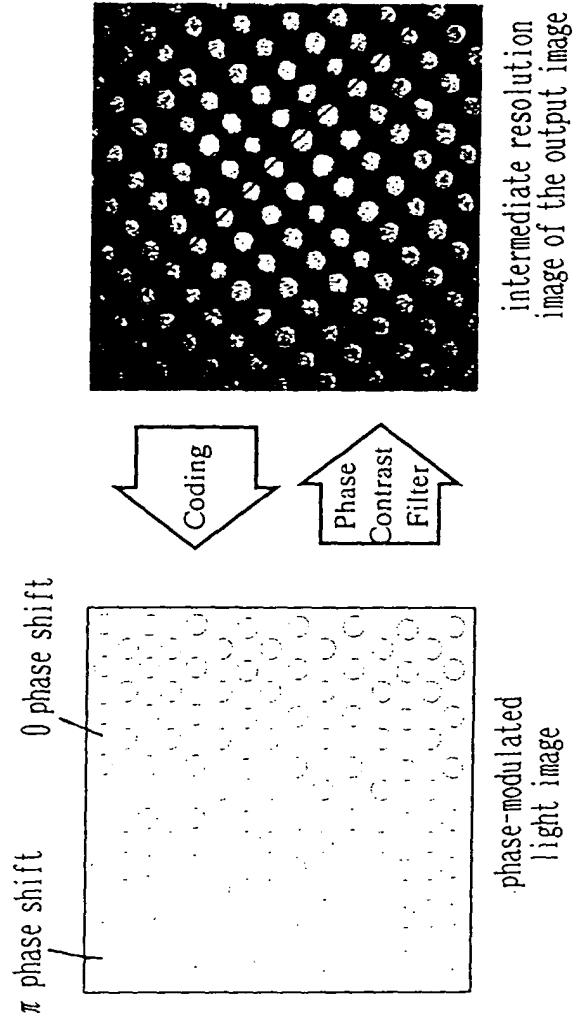 π phase shift
0 phase shift
phase-modulated
light image
Coding
Phase
Contrast
Filter
intermediate resolution
image of the output image